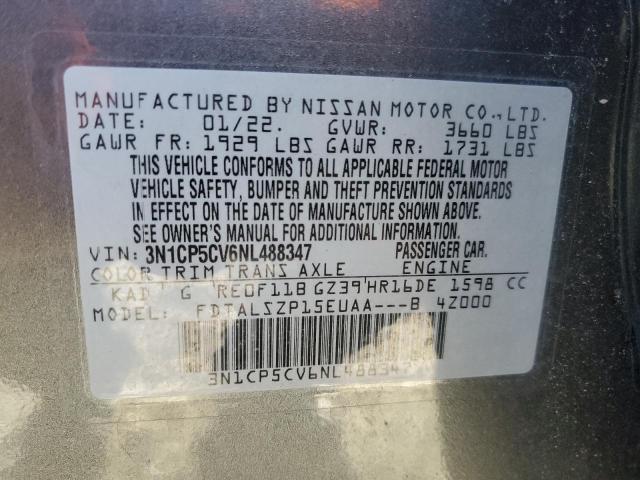 MANUFACTURED BY NISSAN MOTOR CO.,LTD.
DATE: 01/22. GVWR: 3660 LBS
GAWR FR: 1929 LBS GAWR RR: 1731 LBS
THIS VEHICLE CONFORMS TO ALL APPLICABLE FEDERAL MOTOR
VEHICLE SAFETY, BUMPER AND THEFT PREVENTION STANDARDS
IN EFFECT ON THE DATE OF MANUFACTURE SHOWN ABOVE.
SEE OWNER'S MANUAL FOR ADDITIONAL INFORMATION.
VIN: 3N1CP5CV6NL488347 PASSENGER CAR.
COLOR TRIM TRANS AXLE ENGINE
KAD G RE0F11B GZ39 HR16DE 1598 CC
FDTALSZP15EUAA---B 4Z000
3N1CP5CV6NL488347